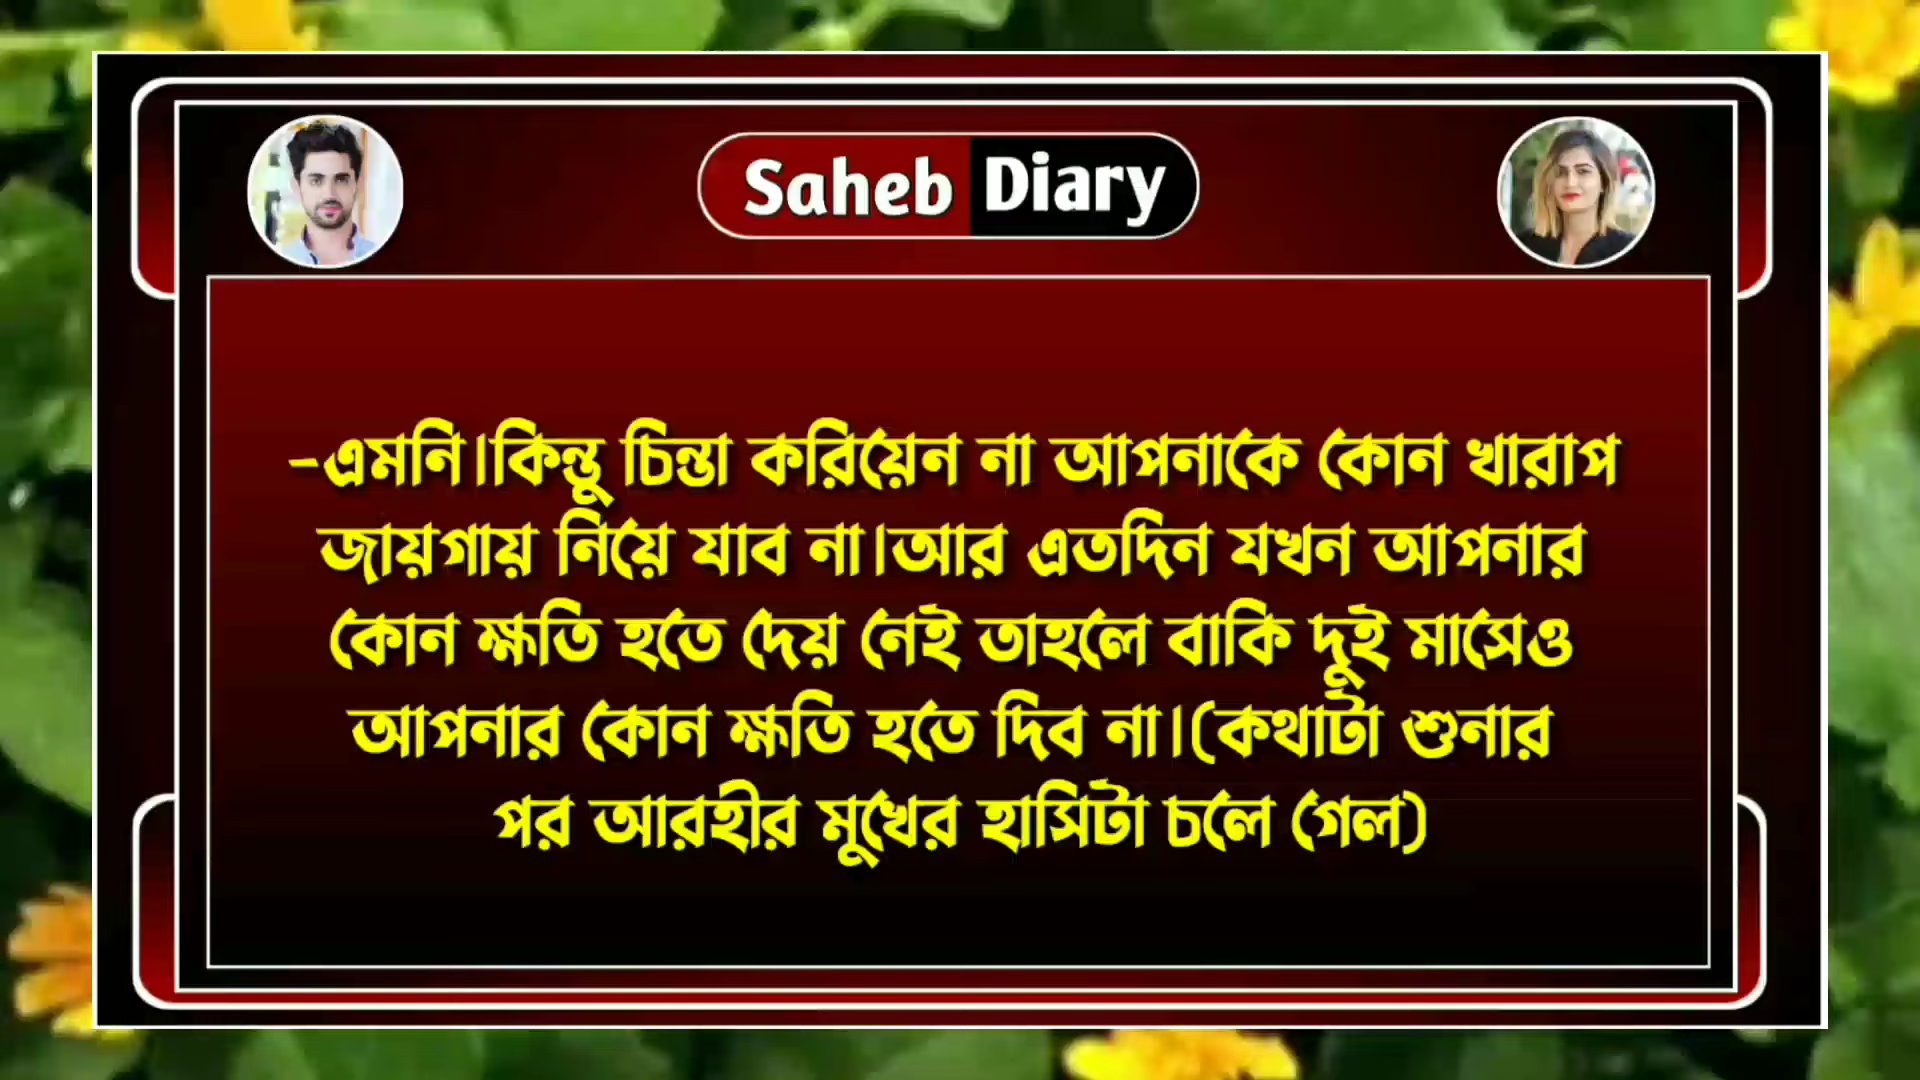 Saheb Diary
-এমনি।কিন্তু চিন্তা করিয়েন না আপনাকে কোন খারাপ
জায়গায় নিয়ে যাব না।আর এতদিন যখন আপনার
কোন ক্ষতি হতে দেয় নেই তাহলে বাকি দুই মাসেও
আপনার কোন ক্ষতি হতে দিব না।(কথাটা শুনার
পর আরহীর মুখের হাসিটা চলে গেল)